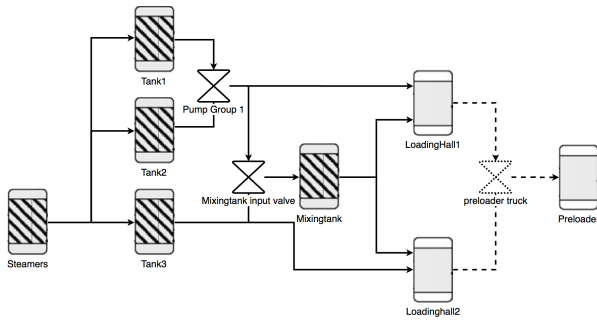 Tank1
Pump Group 1
Tank2
LoadingHall1
Mixingtank input valve
Mixingtank
preloader truck
Preloader
Steamers
Tank3
Loadinghall2